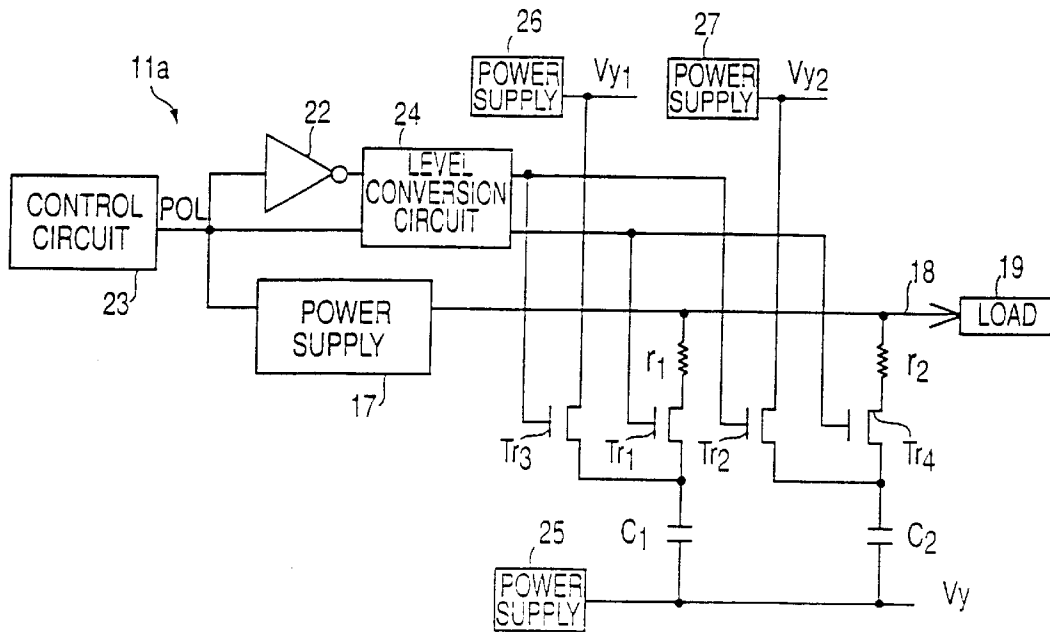 26
27
11a
POWER
SUPPLY
Vy1
POWER
SUPPLY
Vy2
22
24
LEVEL
CONVERSION
CIRCUIT
CONTROL
CIRCUIT
POL
23
18
19
LOAD
POWER
SUPPLY
17
r1
r2
Tr3
Tr1
Tr2
Tr4
C1
C2
25
POWER
SUPPLY
Vy